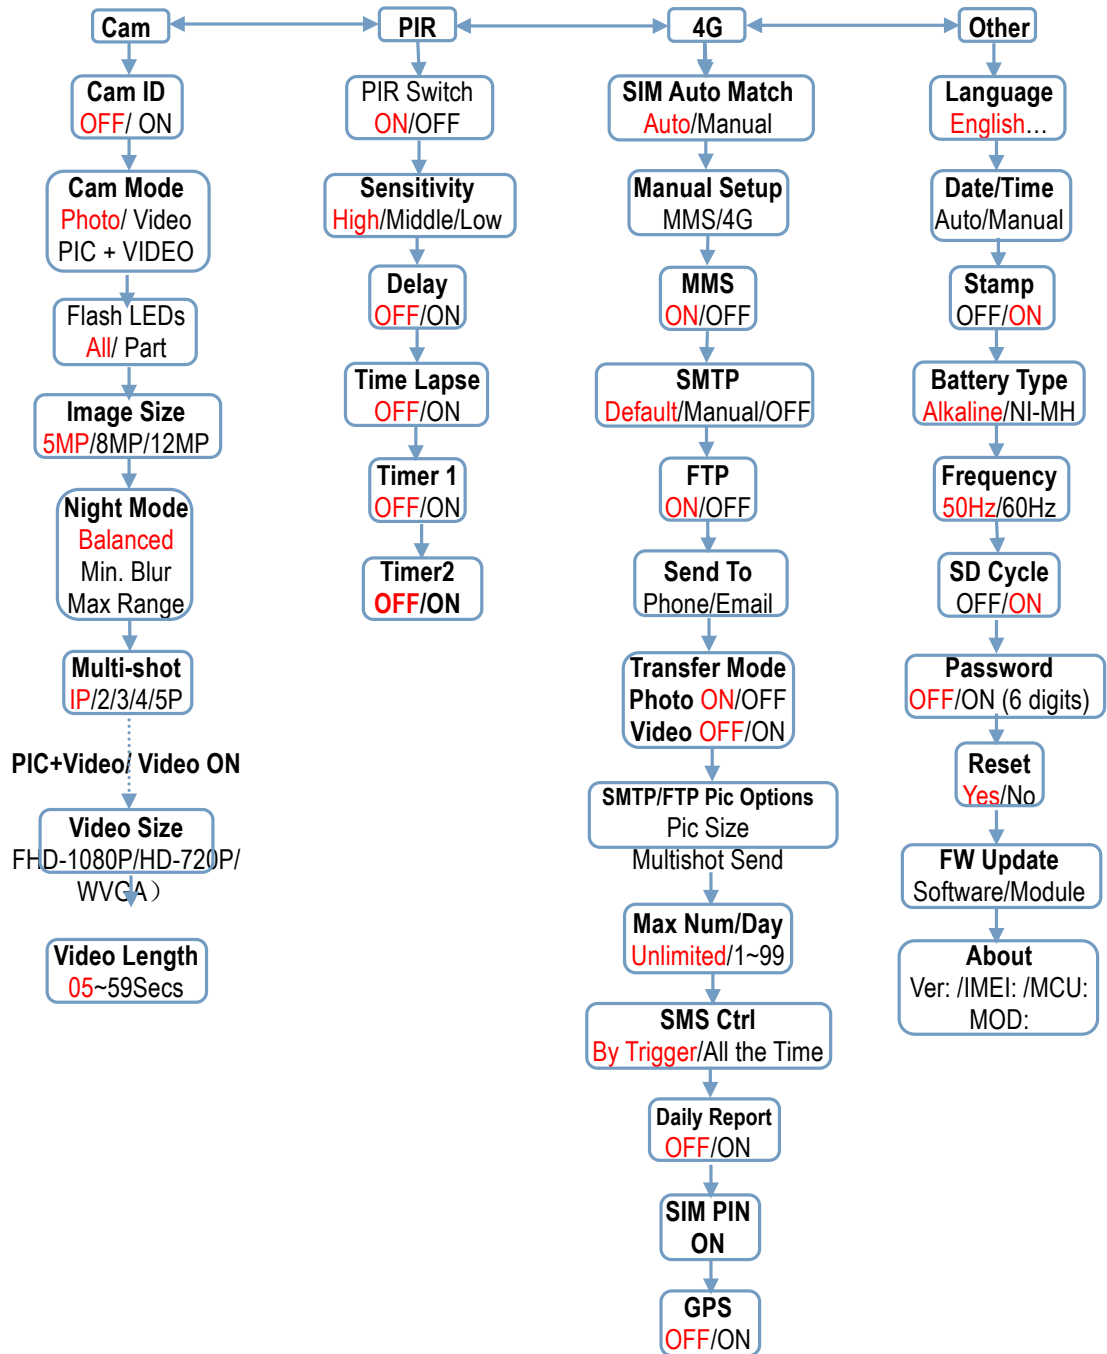 Cam
Cam ID
OFF/ ON
Cam Mode
Photo/ Video
PIC + VIDEO
Flash LEDs
All/ Part
Image Size
5MP/8MP/12MP
Night Mode
Balanced
Min. Blur
Max Range
Multi-shot
IP/2/3/4/5P
PIC+Video/ Video ON
Video Size
FHD-1080P/HD-720P/
WVGA）
Video Length
05~59Secs
PIR
PIR Switch
ON/OFF
Sensitivity
High/Middle/Low
Delay
OFF/ON
Time Lapse
OFF/ON
Timer 1
OFF/ON
Timer2
OFF/ON
4G
SIM Auto Match
Auto/Manual
Manual Setup
MMS/4G
MMS
ON/OFF
SMTP
Default/Manual/OFF
FTP
ON/OFF
Send To
Phone/Email
Transfer Mode
Photo ON/OFF
Video OFF/ON
SMTP/FTP Pic Options
Pic Size
Multishot Send
Max Num/Day
Unlimited/1~99
SMS Ctrl
By Trigger/All the Time
Daily Report
OFF/ON
SIM PIN
ON
GPS
OFF/ON
Other
Language
English…
Date/Time
Auto/Manual
Stamp
OFF/ON
Battery Type
Alkaline/NI-MH
Frequency
50Hz/60Hz
SD Cycle
OFF/ON
Password
OFF/ON (6 digits)
Reset
Yes/No
FW Update
Software/Module
About
Ver: /IMEI: /MCU:
MOD: